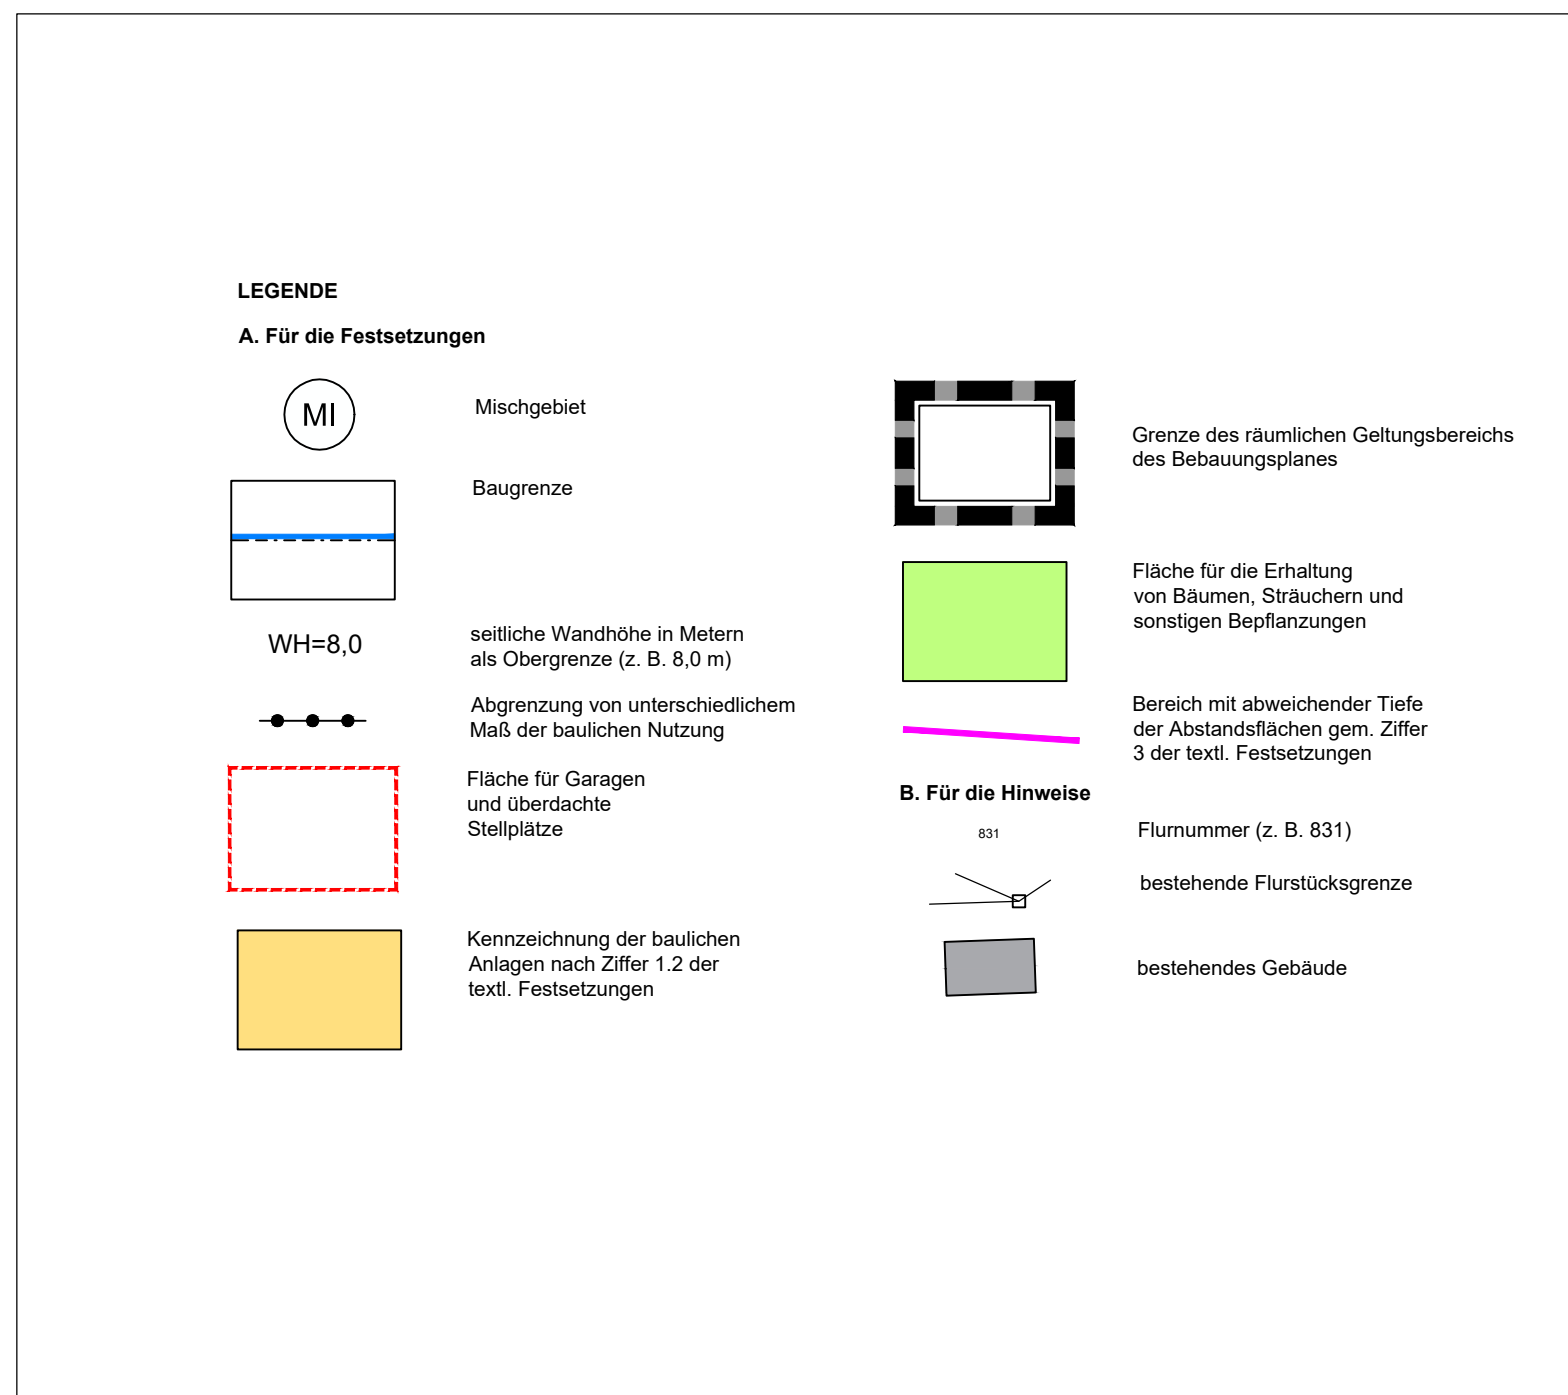 LEGENDE
A. Für die Festsetzungen
MI
Mischgebiet
Baugrenze
WH=8,0
seitliche Wandhöhe in Metern
als Obergrenze (z. B. 8,0 m)
Abgrenzung von unterschiedlichem
Maß der baulichen Nutzung
Fläche für Garagen
und überdachte
Stellplätze
Kennzeichnung der baulichen
Anlagen nach Ziffer 1.2 der
textl. Festsetzungen
Grenze des räumlichen Geltungsbereichs
des Bebauungsplanes
Fläche für die Erhaltung
von Bäumen, Sträuchern und
sonstigen Bepflanzungen
Bereich mit abweichender Tiefe
der Abstandsflächen gem. Ziffer
3 der textl. Festsetzungen
B. Für die Hinweise
831
Flurnummer (z. B. 831)
bestehende Flurstücksgrenze
bestehendes Gebäude